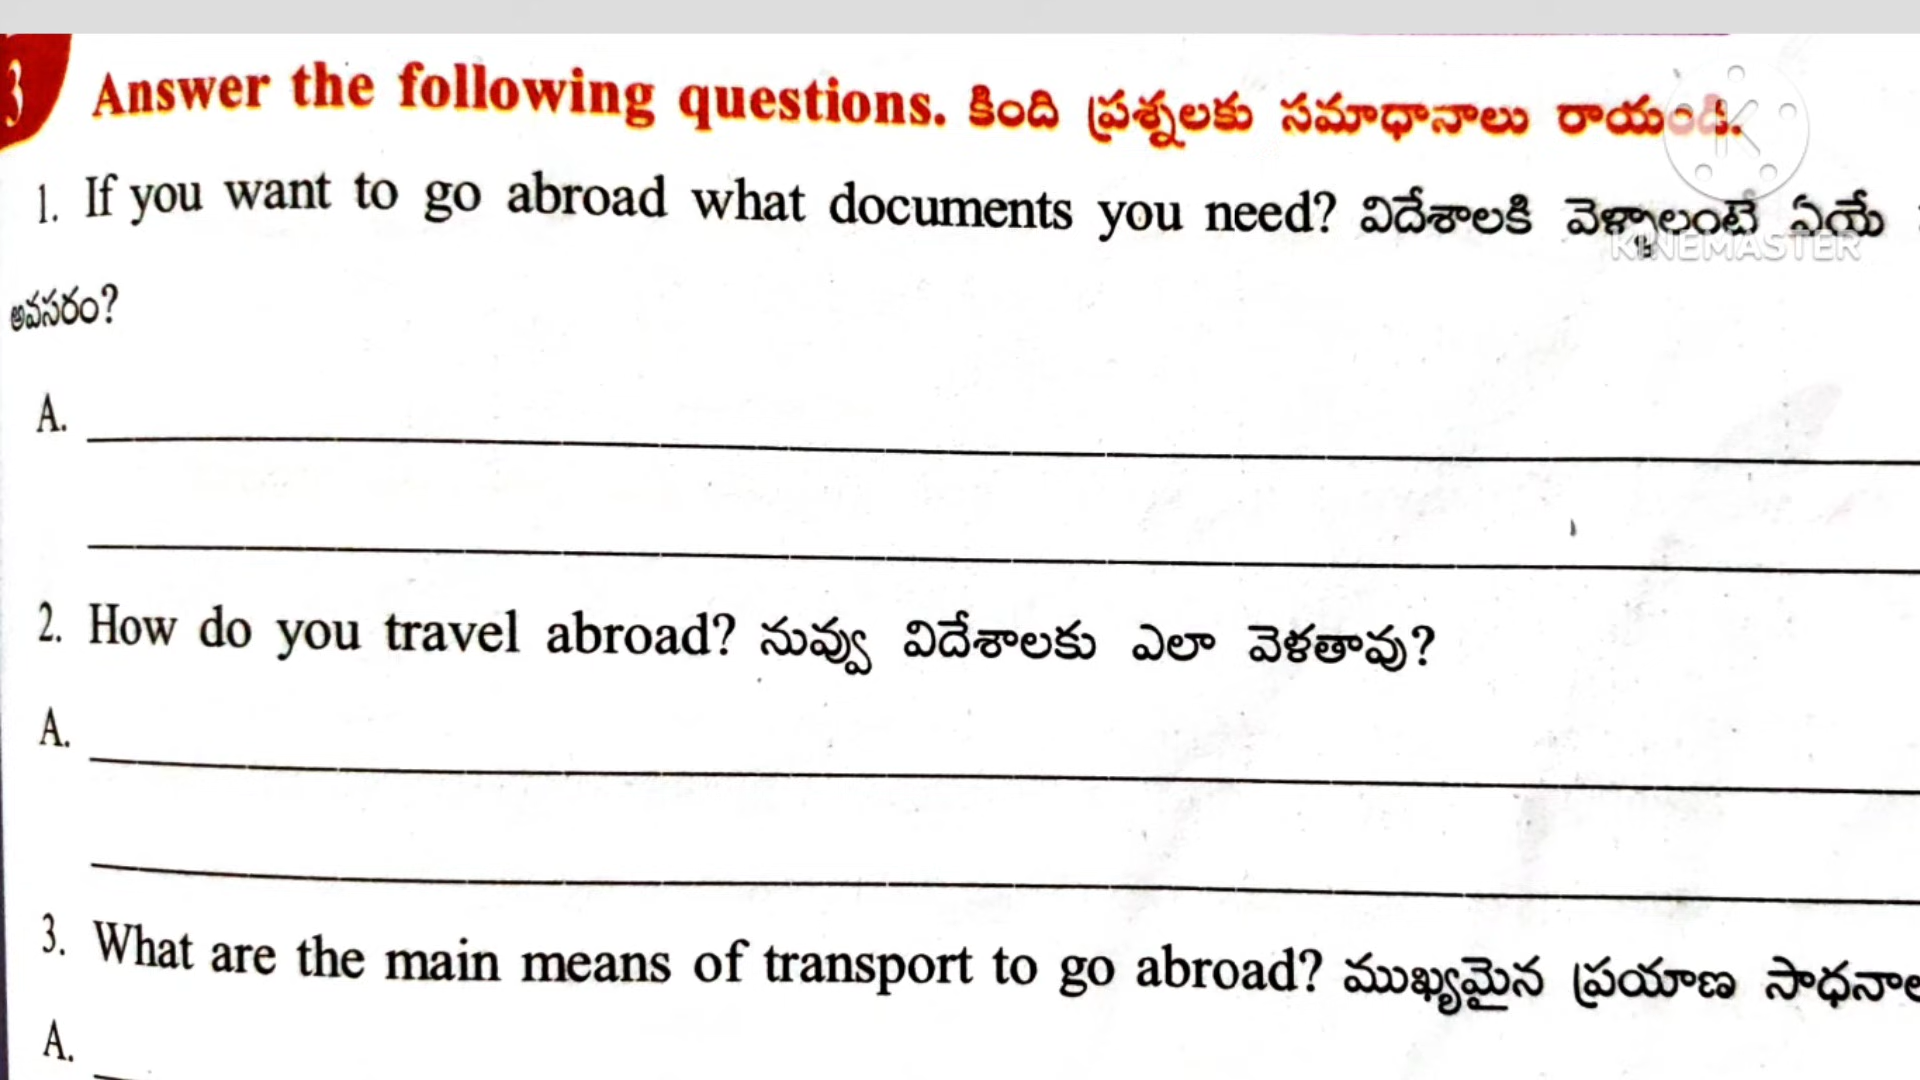 3 Answer the following questions. కింది ప్రశ్నలకు సమాధానాలు రాయండి.
1. If you want to go abroad what documents you need? విదేశాలకి వెళ్ళాలంటే ఏయే
KINEMASTER
అవసరం?
A.
2. How do you travel abroad? నువ్వు విదేశాలకు ఎలా వెళతావు?
A.
3. What are the main means of transport to go abroad? ముఖ్యమైన ప్రయాణ సాధనాల
A.